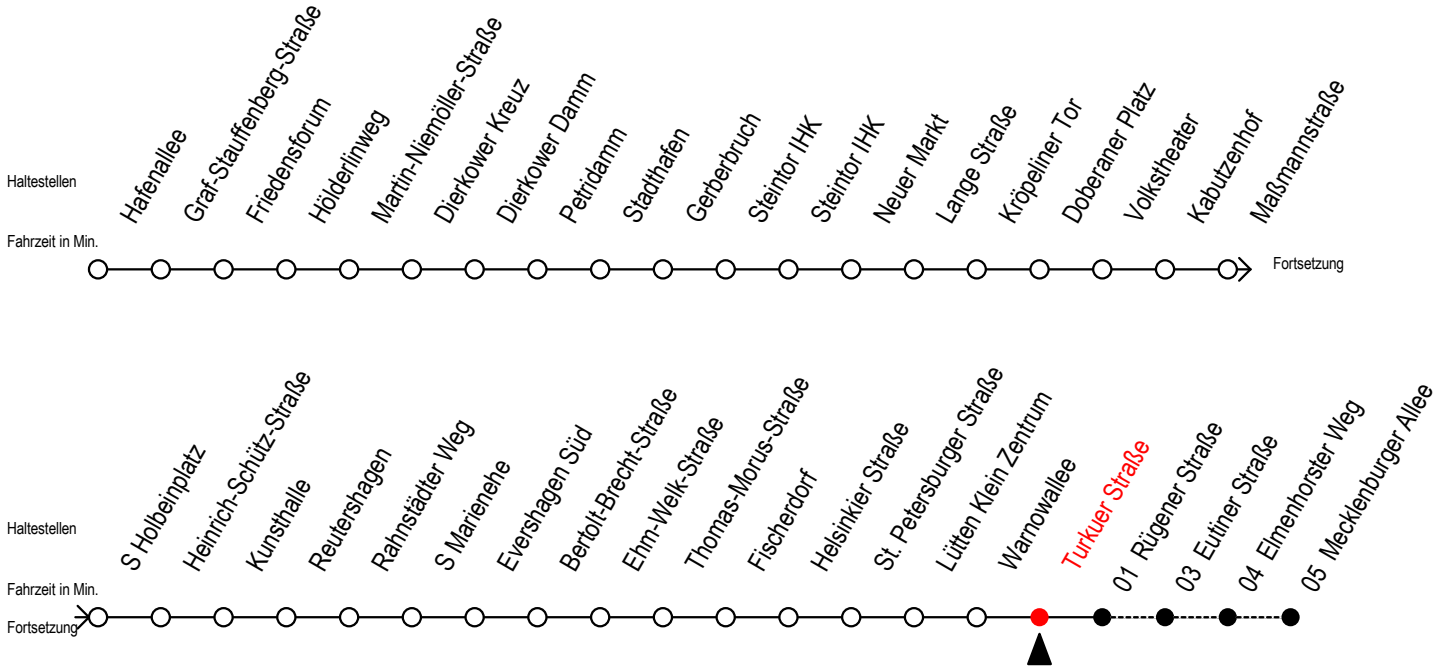 Haltestellen
Hafenallee
Graf-Stauffenberg-Straße
Friedensforum
Hölderlinweg
Martin-Niemöller-Straße
Dierkower Kreuz
Dierkower Damm
Petridamm
Stadthafen
Gerberbruch
Steintor IHK
Steintor IHK
Neuer Markt
Lange Straße
Kröpeliner Tor
Doberaner Platz
Volkstheater
Kabutzenhof
Maßmannstraße
Fahrzeit in Min.
Fortsetzung
Haltestellen
S Holbeinplatz
Heinrich-Schütz-Straße
Kunsthalle
Reutershagen
Rahnstädter Weg
S Marienehe
Evershagen Süd
Bertolt-Brecht-Straße
Ehm-Welk-Straße
Thomas-Morus-Straße
Fischerdorf
Helsinkier Straße
St. Petersburger Straße
Lütten Klein Zentrum
Warnowallee
Turkuer Straße
01 Rügener Straße
03 Eutiner Straße
04 Elmenhorster Weg
05 Mecklenburger Allee
Fahrzeit in Min.
Fortsetzung